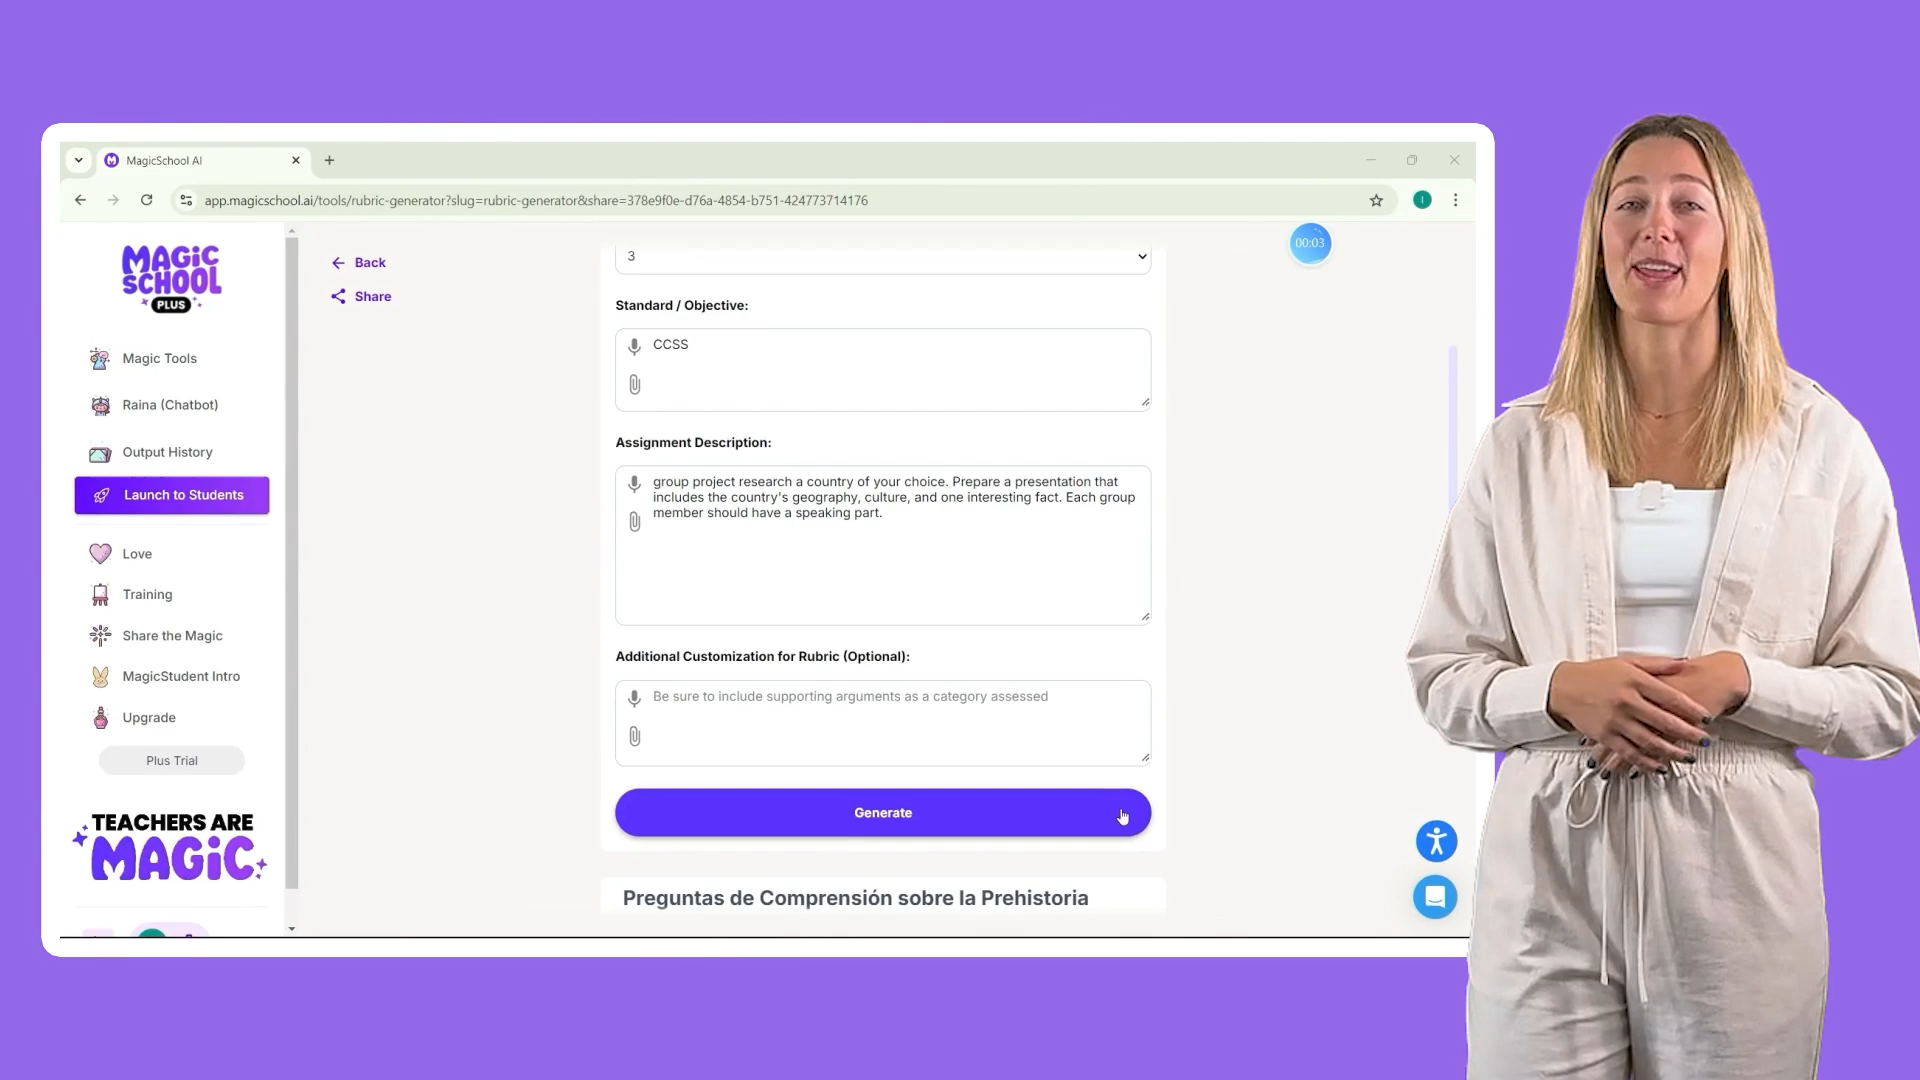 MagicSchool AI
app.magicschool.ai/tools/rubric-generator?slug=rubric-generator&share=378e9f0e-d76a-4854-b751-424773714176
I
MAGiC
SCHOOL
PLUS
Magic Tools
Raina (Chatbot)
Output History
Launch to Students
Love
Training
Share the Magic
MagicStudent Intro
Upgrade
Plus Trial
TEACHERS ARE
MAGiC
Back
Share
00:03
3
Standard / Objective:
CCSS
Assignment Description:
group project research a country of your choice. Prepare a presentation that
includes the country's geography, culture, and one interesting fact. Each group
member should have a speaking part.
Additional Customization for Rubric (Optional):
Be sure to include supporting arguments as a category assessed
Generate
Preguntas de Comprensión sobre la Prehistoria